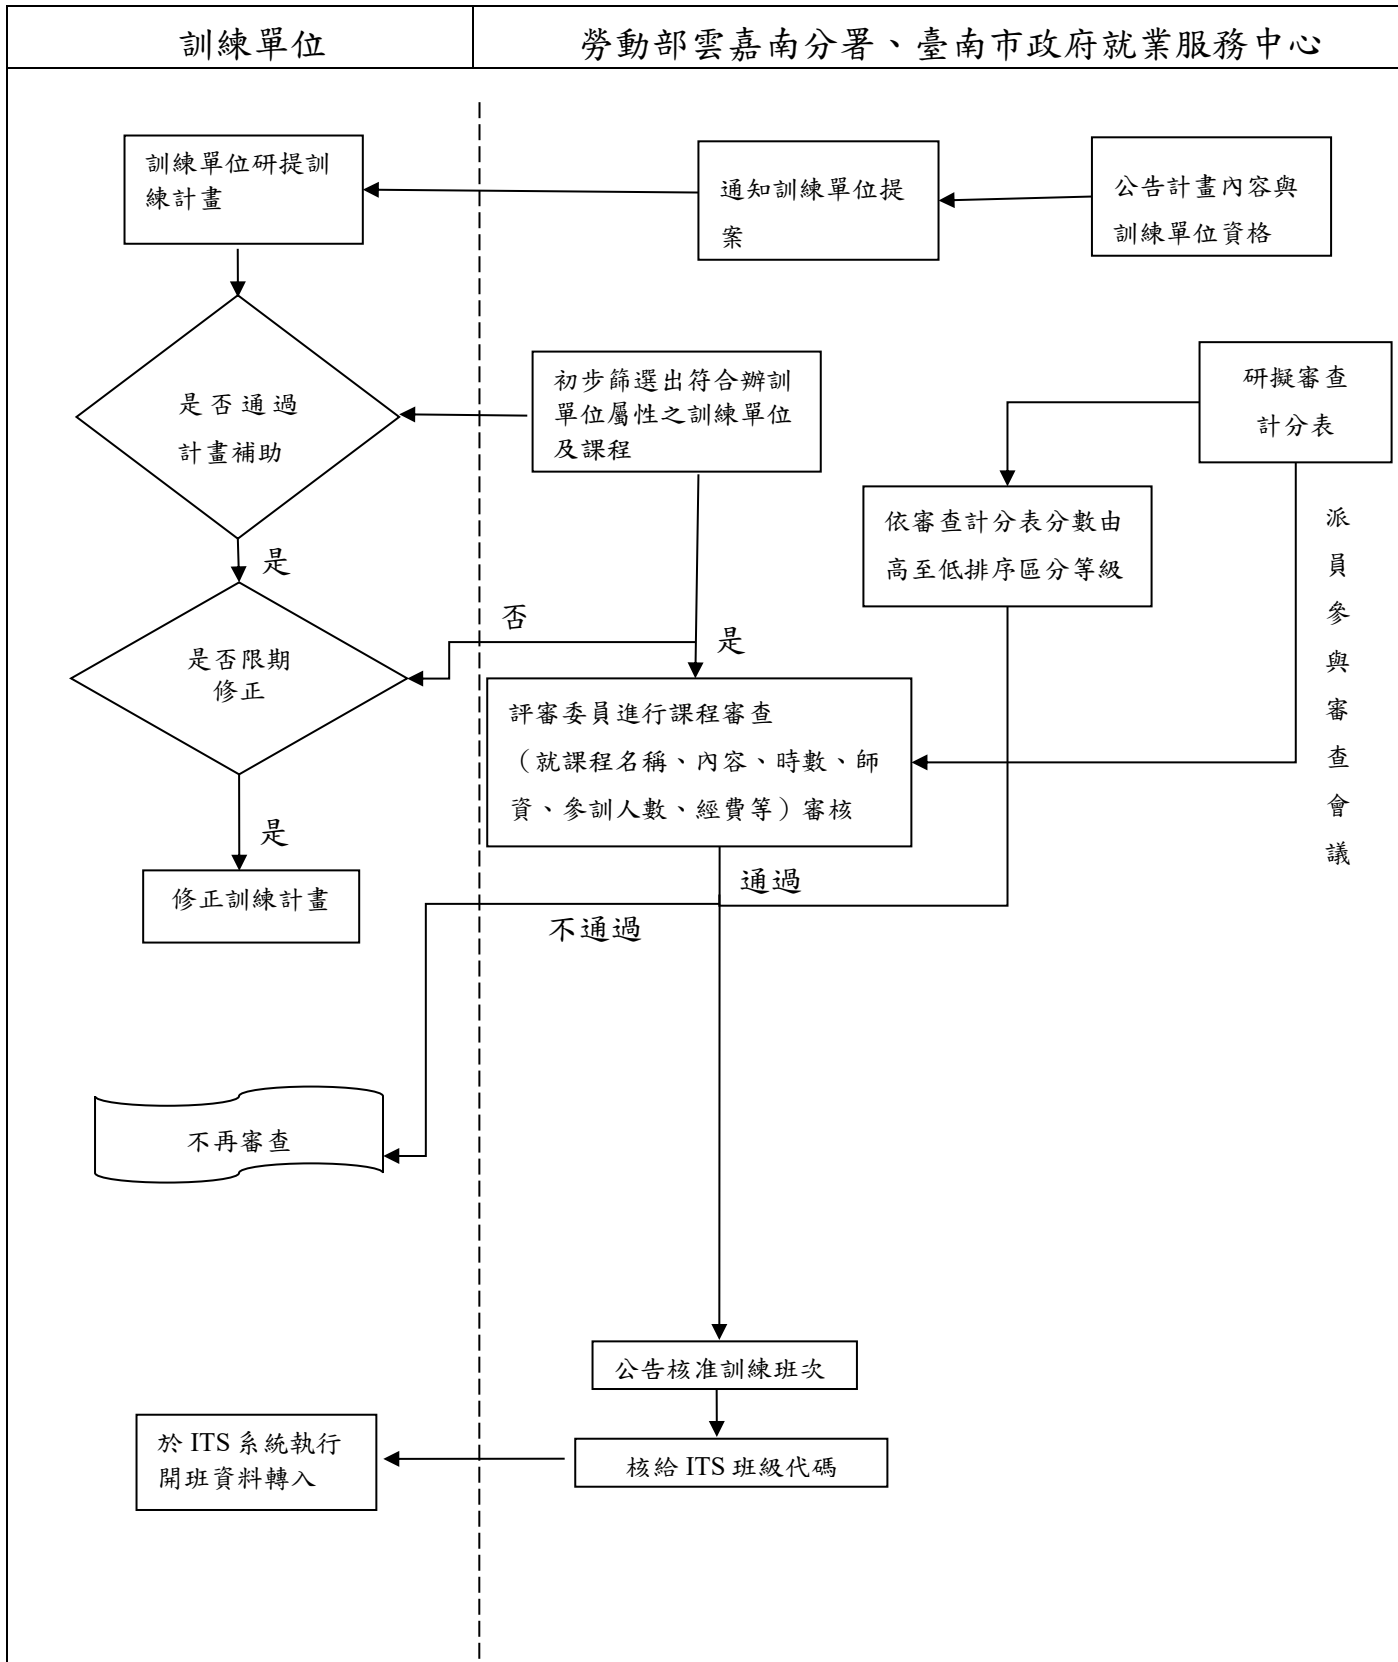 訓練單位
勞動部雲嘉南分署、臺南市政府就業服務中心
訓練單位研提訓
練計畫
通知訓練單位提
案
公告計畫內容與
訓練單位資格
是否通過
計畫補助
初步篩選出符合辦訓
單位屬性之訓練單位
及課程
研擬審查
計分表
依審查計分表分數由
高至低排序區分等級
派員參與審查會議
是
否
是
是否限期
修正
評審委員進行課程審查
（就課程名稱、內容、時數、師
資、參訓人數、經費等）審核
是
修正訓練計畫
通過
不通過
不再審查
公告核准訓練班次
核給 ITS 班級代碼
於 ITS 系統執行
開班資料轉入